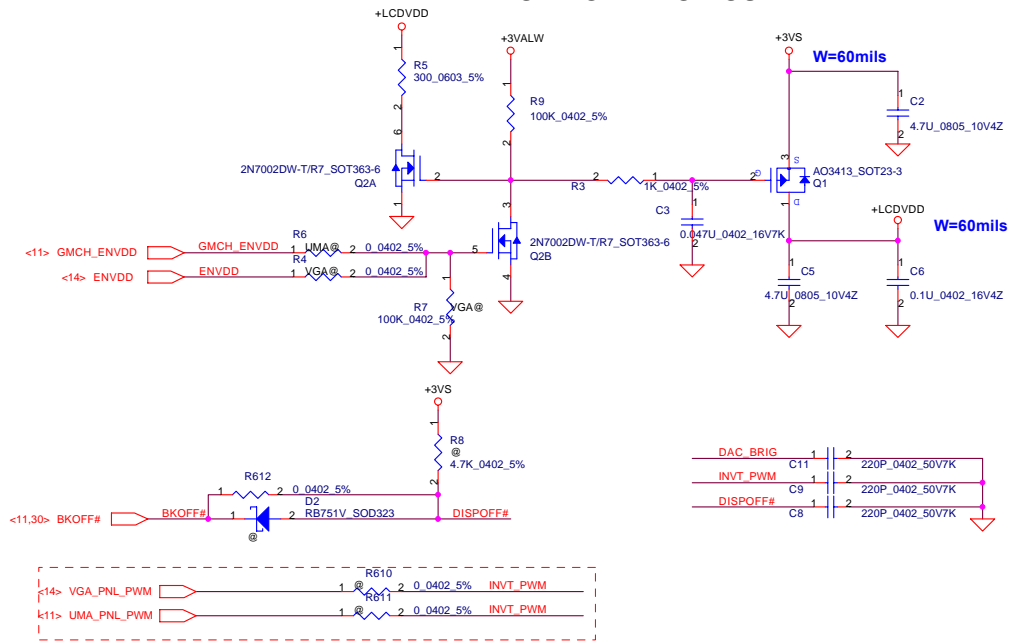 +LCDVDD
1
R5
300_0603_5%
2
6
2N7002DW-T/R7_SOT363-6
Q2A
2
1
+3VALW
1
R9
100K_0402_5%
2
R3
2
1
1K_0402_5%
3
5
2N7002DW-T/R7_SOT363-6
Q2B
4
C3
1
0.047U_0402_16V7K
2
+3VS
W=60mils
1
C2
4.7U_0805_10V4Z
2
3
S
AO3413_SOT23-3
2
G
Q1
D
1
+LCDVDD
W=60mils
1
C5
4.7U_0805_10V4Z
2
1
C6
0.1U_0402_16V4Z
2
<11> GMCH_ENVDD
GMCH_ENVDD
R6
1
UMA@
2
0_0402_5%
<14> ENVDD
ENVDD
R4
1
VGA@
2
0_0402_5%
1
R7
VGA@
100K_0402_5%
2
+3VS
1
R8
@
4.7K_0402_5%
2
R612
1
2
0_0402_5%
<11,30> BKOFF#
BKOFF#
D2
1
2
RB751V_SOD323
@
DISPOFF#
DAC_BRIG
1
2
C11
220P_0402_50V7K
INVT_PWM
1
2
C9
220P_0402_50V7K
DISPOFF#
1
2
C8
220P_0402_50V7K
<14> VGA_PNL_PWM
R610
1
@
2
0_0402_5%
INVT_PWM
<11> UMA_PNL_PWM
R611
1
@
2
0_0402_5%
INVT_PWM